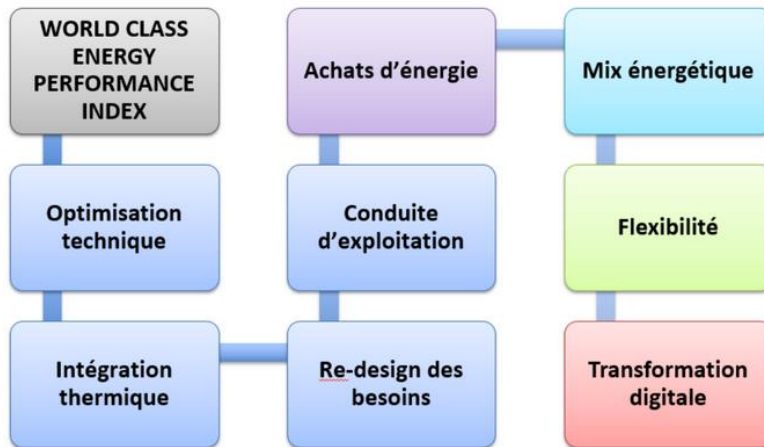 WORLD CLASS
ENERGY
PERFORMANCE
INDEX
Optimisation
technique
Intégration
thermique
Re-design des
besoins
Conduite
d'exploitation
Achats d'énergie
Mix énergétique
Flexibilité
Transformation
digitale